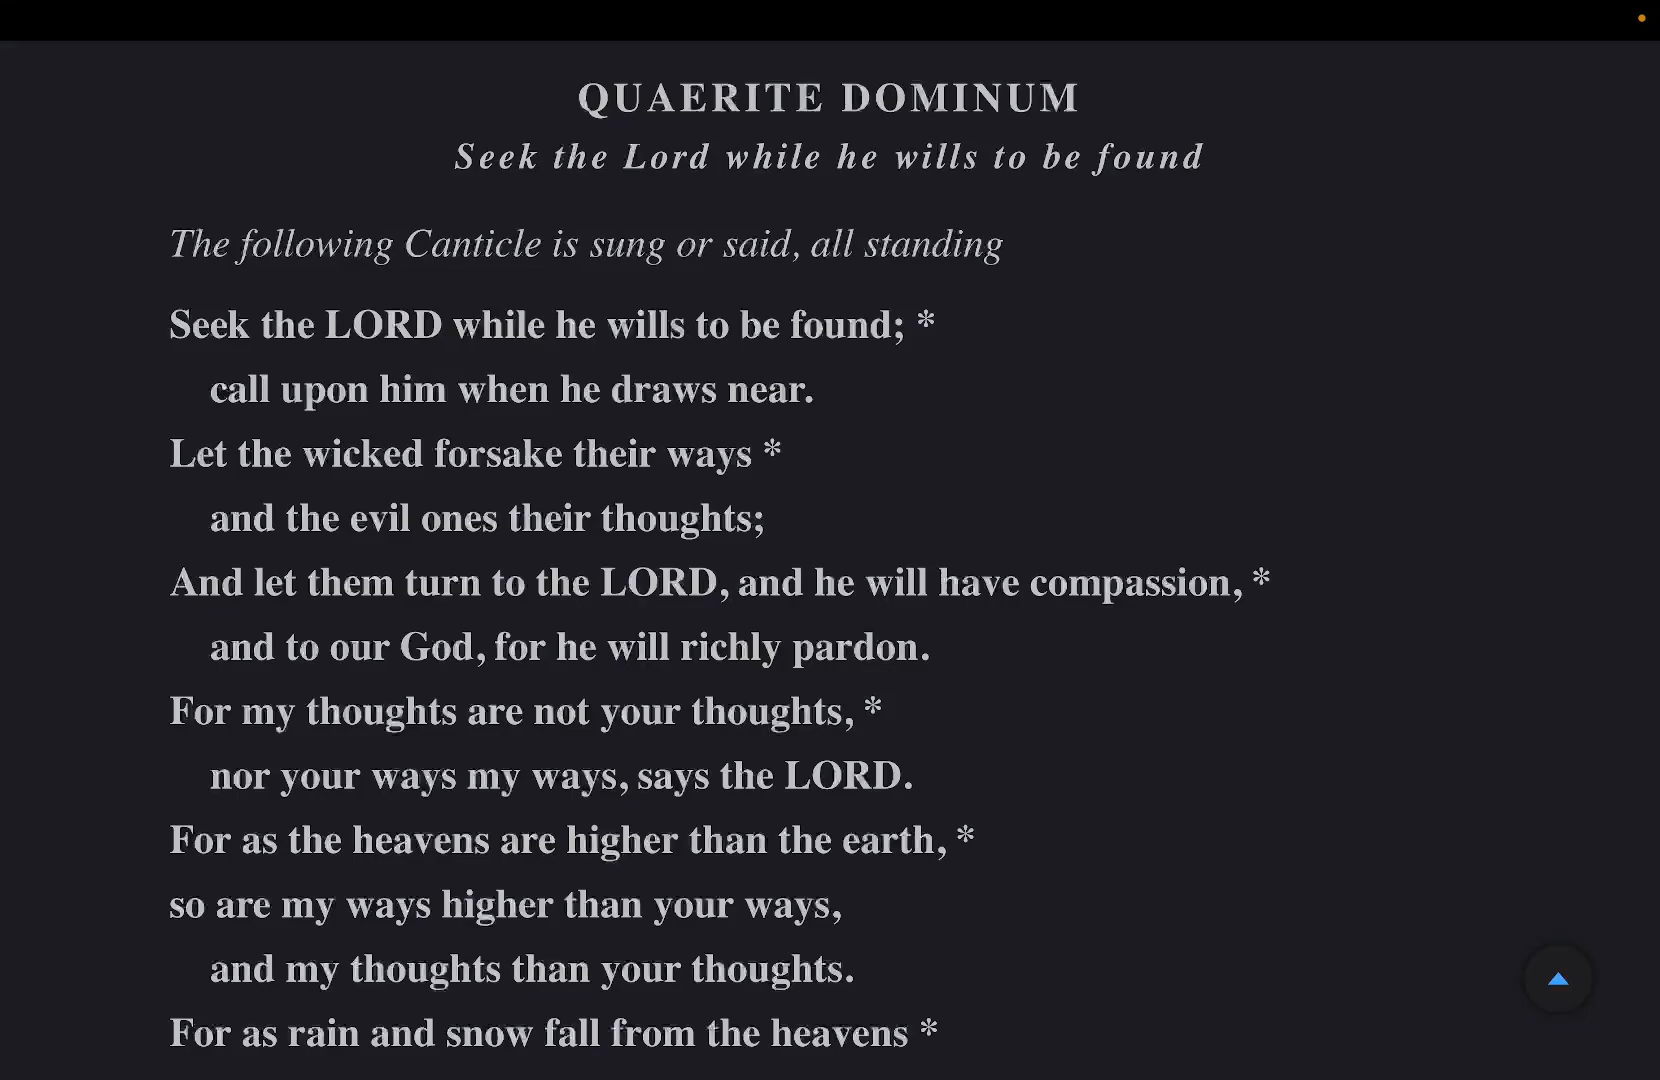 QUAERITE DOMINUM
Seek the Lord while he wills to be found
The following Canticle is sung or said, all standing
Seek the LORD while he wills to be found; *
call upon him when he draws near.
Let the wicked forsake their ways *
and the evil ones their thoughts;
And let them turn to the LORD, and he will have compassion, *
and to our God, for he will richly pardon.
For my thoughts are not your thoughts, *
nor your ways my ways, says the LORD.
For as the heavens are higher than the earth, *
so are my ways higher than your ways,
and my thoughts than your thoughts.
For as rain and snow fall from the heavens *